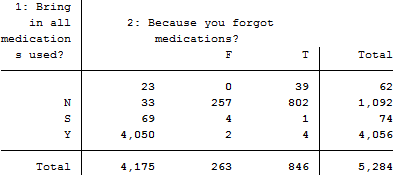 1: Bring
in all 2: Because you forgot
medication medications?
s used? F T Total
23 0 39 62
N 33 257 802 1,092
S 69 4 1 74
Y 4,050 2 4 4,056
Total 4,175 263 846 5,284